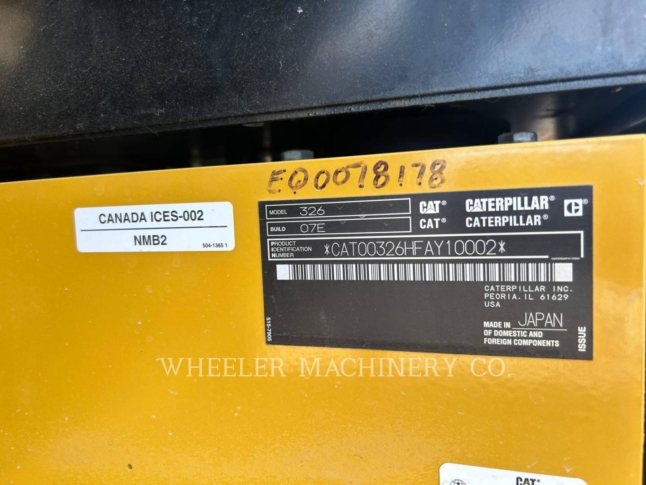 EQ0078178
CANADA ICES-002
NMB2
504-1365 1
MODEL 326
CAT® CATERPILLAR®
BUILD 07E
CAT® CATERPILLAR®
PRODUCT IDENTIFICATION NUMBER *CAT00326HFAY10002*
CATERPILLAR INC.
PEORIA, IL 61629
USA
MADE IN JAPAN
OF DOMESTIC AND
FOREIGN COMPONENTS
ISSUE
WHEELER MACHINERY CO.
CAT®